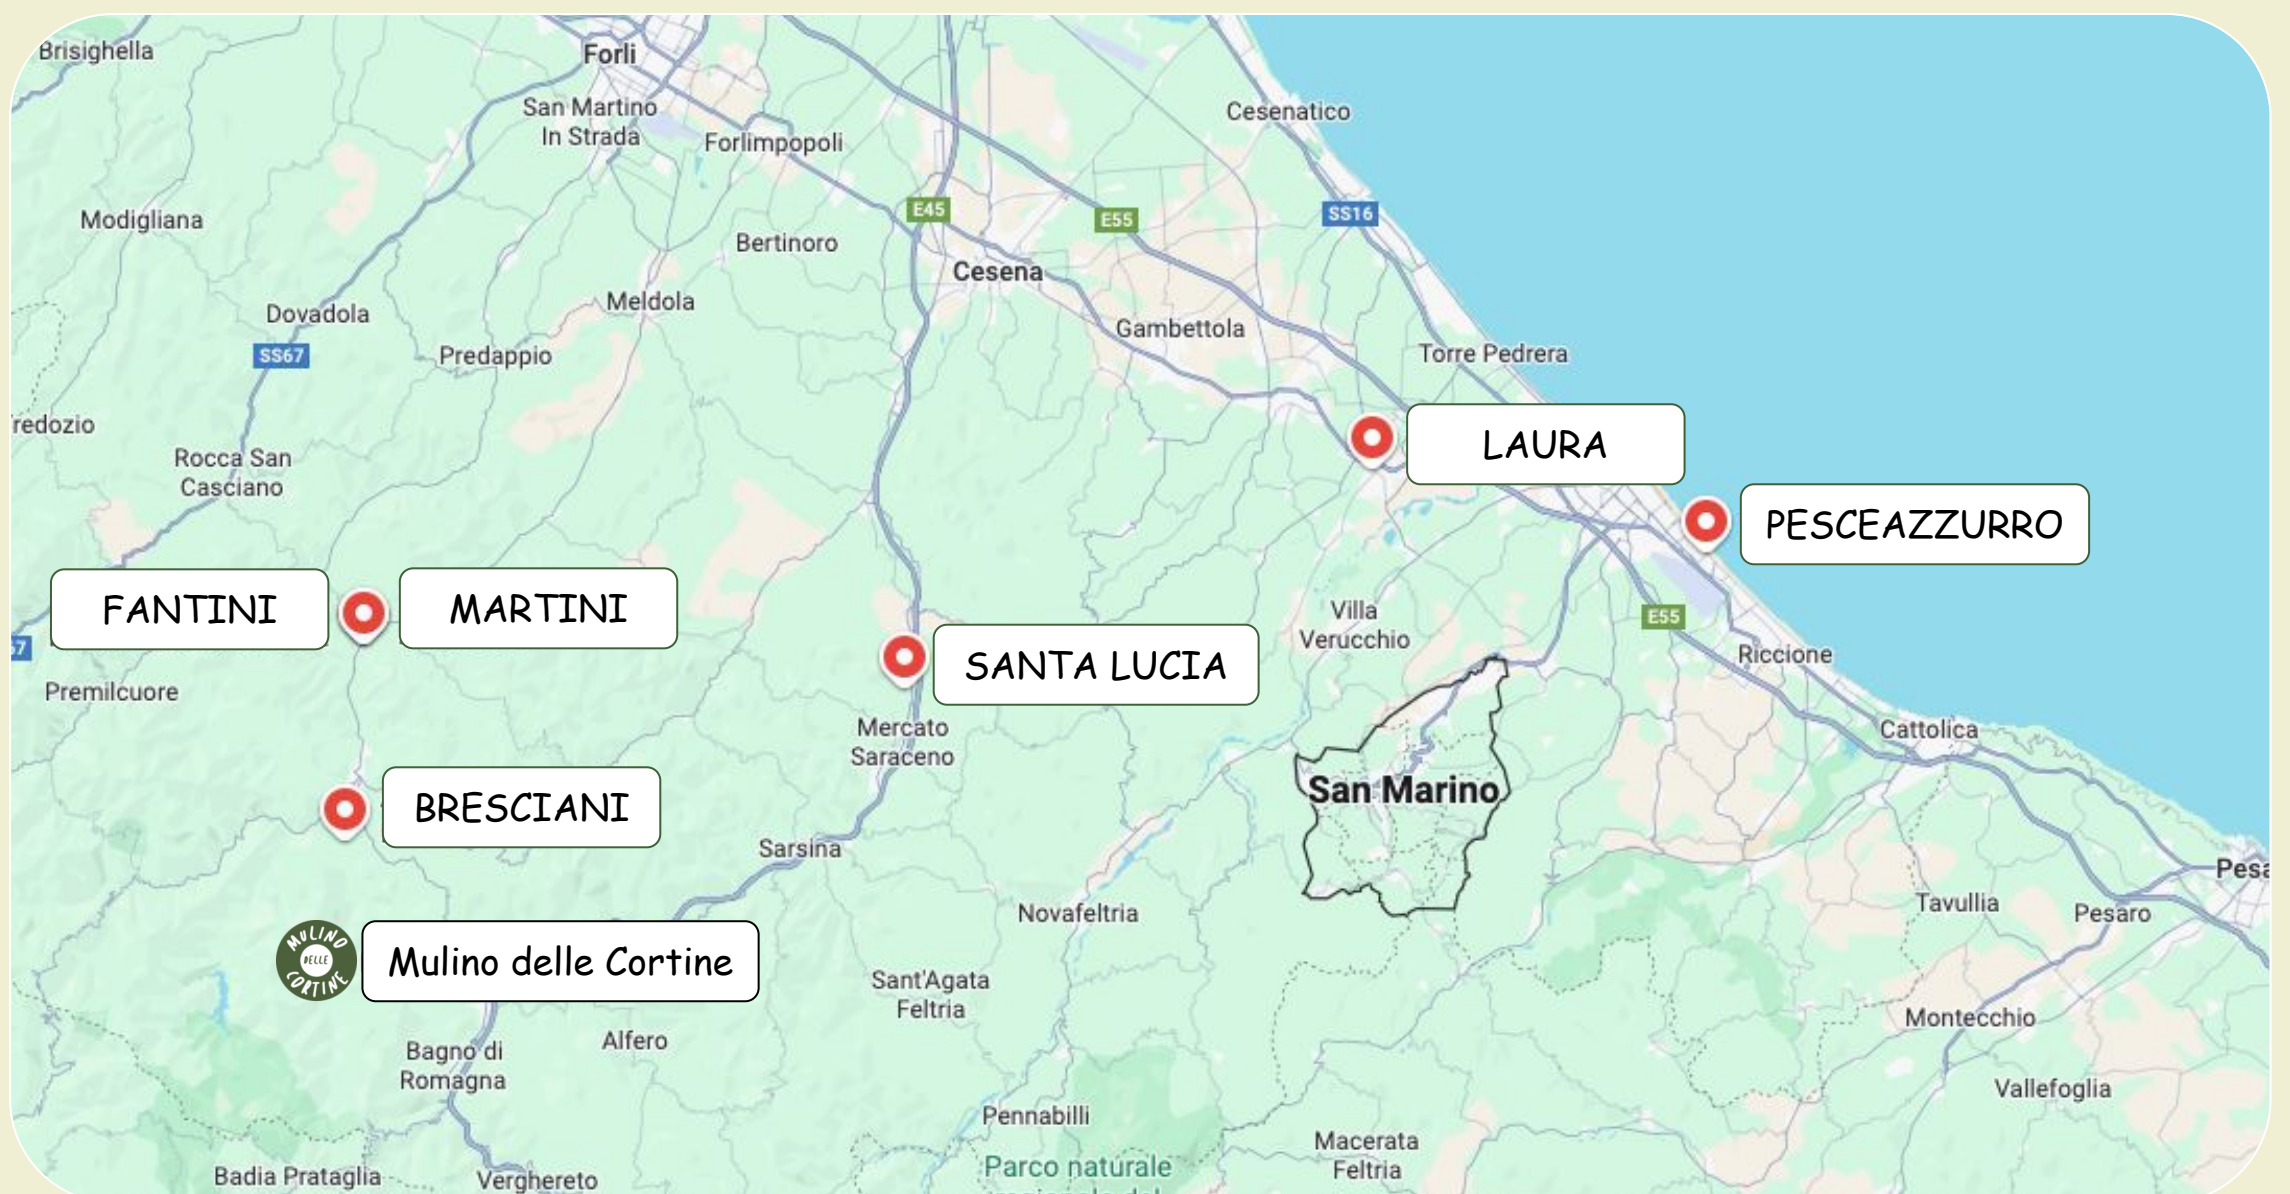 Brisighella
Forlì
San Martino
In Strada
Forlimpopoli
Cesenatico
Modigliana
E45
E55
SS16
Bertinoro
Cesena
Meldola
Dovadola
Gambettola
SS67
Predappio
Torre Pedrera
redozio
LAURA
Rocca San
Casciano
PESCEAZZURRO
FANTINI
MARTINI
Villa
Verucchio
E55
67
SANTA LUCIA
Riccione
Premilcuore
Mercato
Saraceno
Cattolica
San Marino
BRESCIANI
Sarsina
Pesa
Novafeltria
Tavullia
Pesaro
MULINO
DELLE
CORTINE
Mulino delle Cortine
Sant'Agata
Feltria
Montecchio
Alfero
Bagno di
Romagna
Vallefoglia
Pennabilli
Macerata
Feltria
Parco naturale
Badia Prataglia
Verghereto